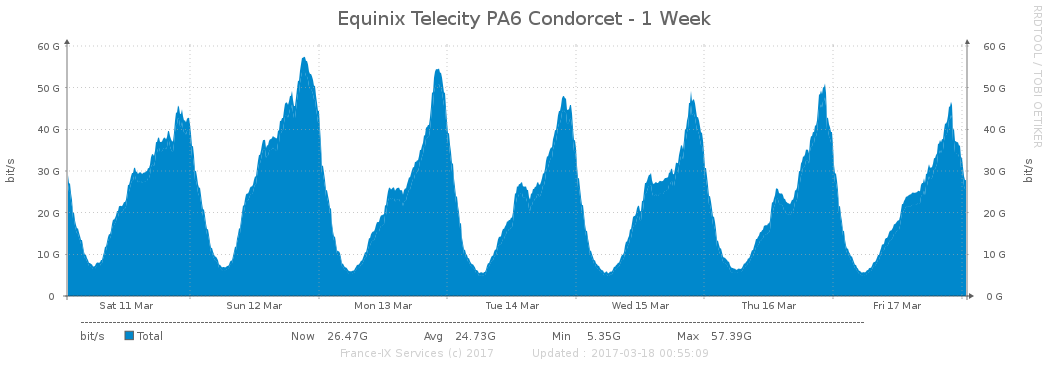 Equinix Telecity PA6 Condorcet - 1 Week
RRDTOOL / TOBI OETIKER
60 G 60 G
50 G 50 G
40 G 40 G
30 G 30 G
20 G 20 G
10 G 10 G
0 0 G
bit/s
bit/s
Sat 11 Mar Sun 12 Mar Mon 13 Mar Tue 14 Mar Wed 15 Mar Thu 16 Mar Fri 17 Mar
bit/s Total Now 26.47G Avg 24.73G Min 5.35G Max 57.39G
France-IX Services (c) 2017 Updated : 2017-03-18 00:55:09